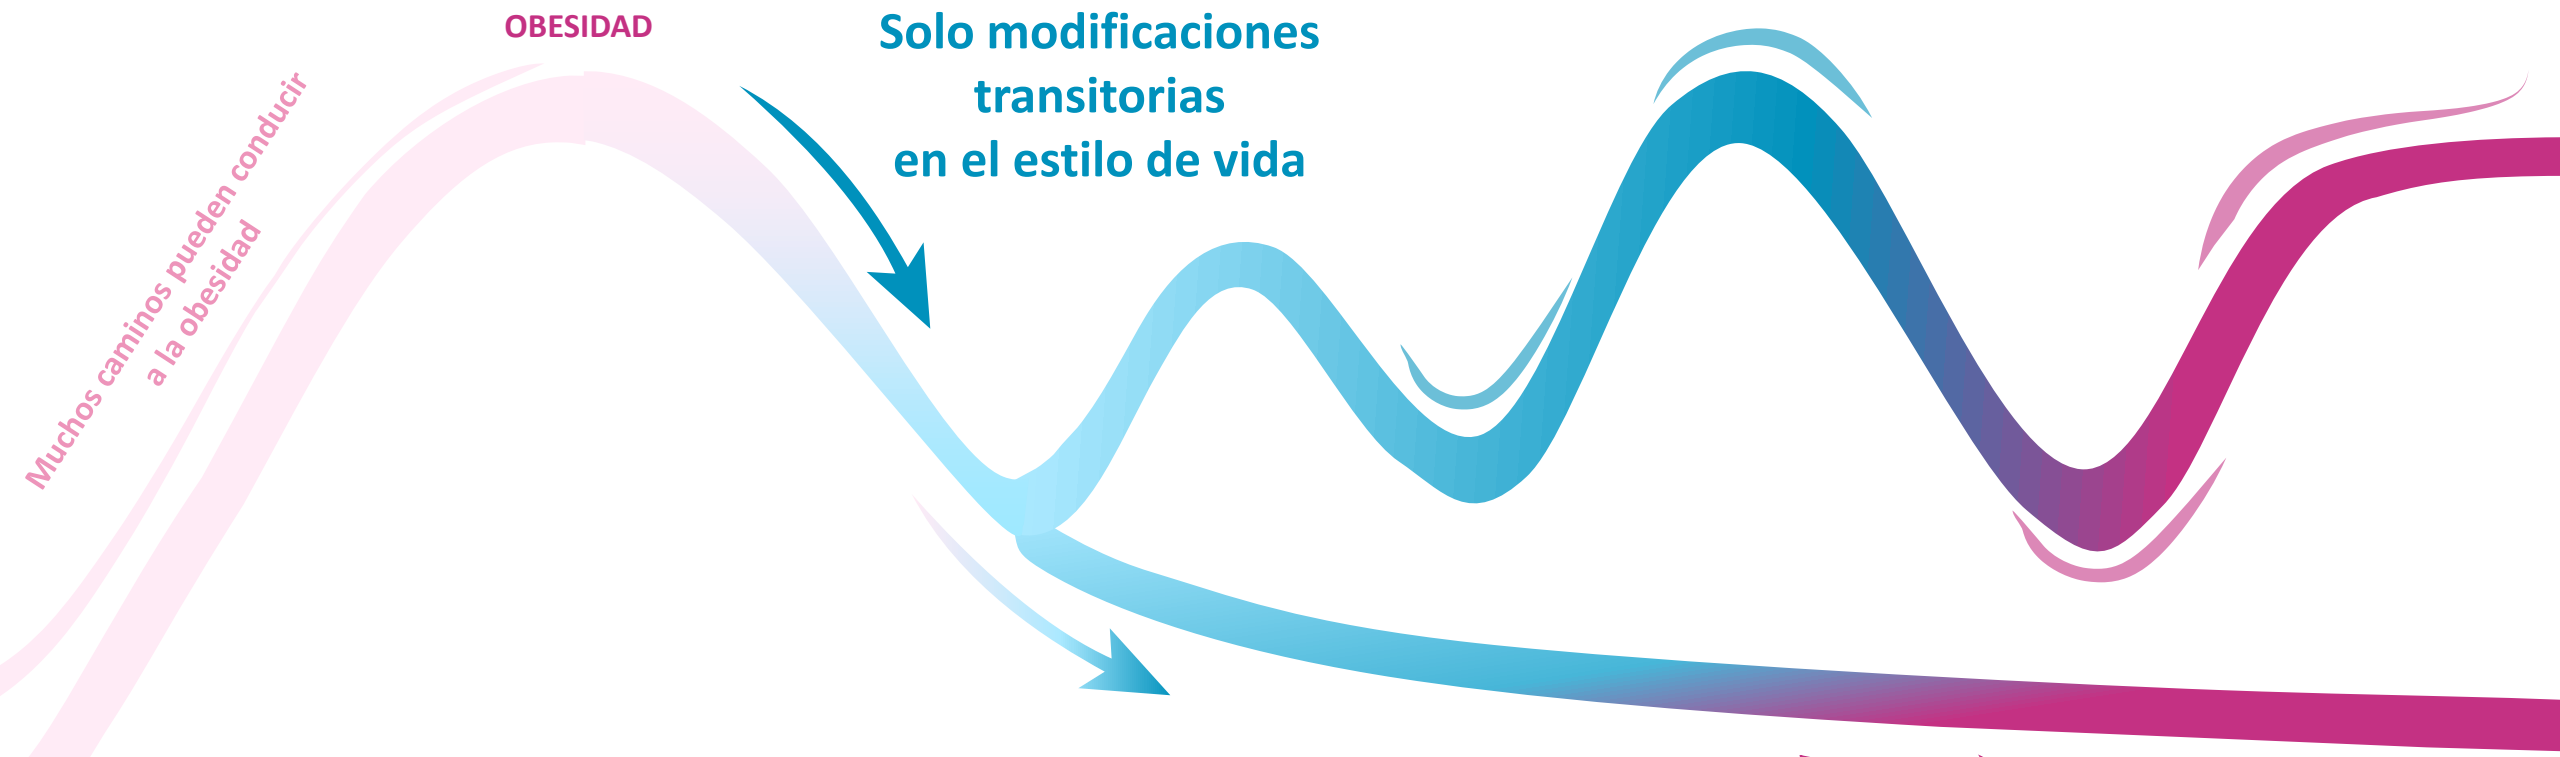 OBESIDAD
Solo modificaciones
transitorias
en el estilo de vida
Muchos caminos pueden conducir
a la obesidad